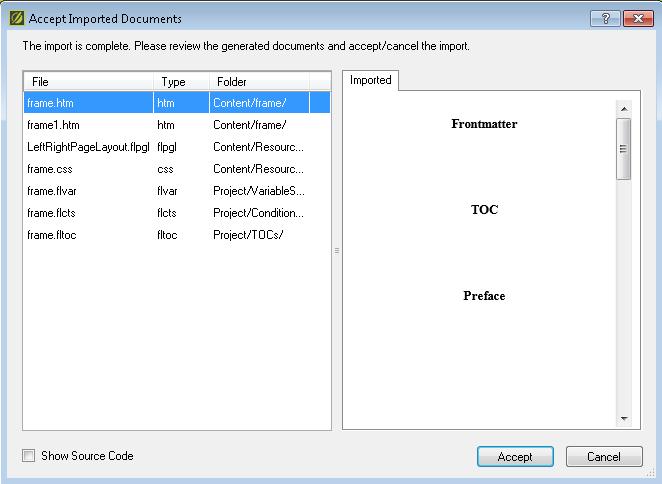 Accept Imported Documents
The import is complete. Please review the generated documents and accept/cancel the import.
File Type Folder
frame.htm htm Content/frame/
frame1.htm htm Content/frame/
LeftRightPageLayout.flpgl flpgl Content/Resourc...
frame.css css Content/Resourc...
frame.flvar flvar Project/VariableS...
frame.flcts flcts Project/Condition...
frame.fltoc fltoc Project/TOCs/
Imported
Frontmatter
TOC
Preface
Show Source Code
Accept Cancel